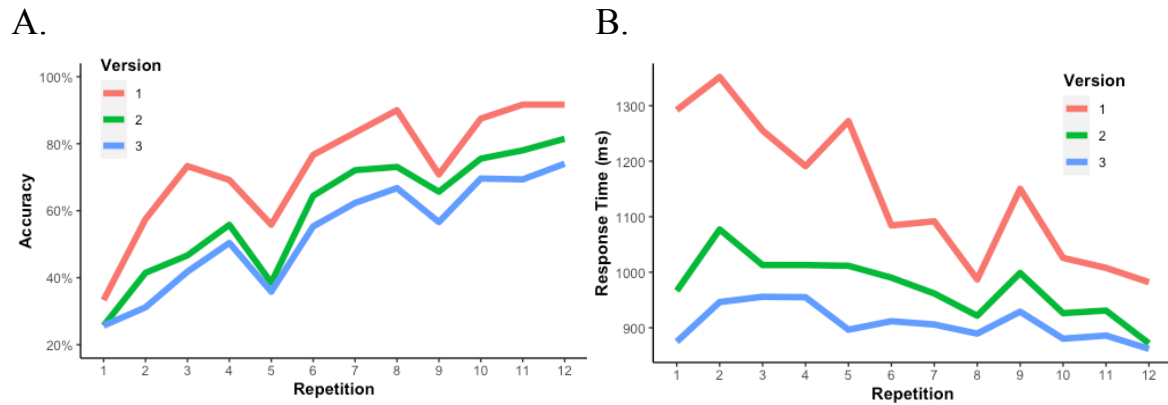 A.
Version
1
2
3
100%
80%
60%
40%
20%
Accuracy
1 2 3 4 5 6 7 8 9 10 11 12
Repetition
B.
Version
1
2
3
1300
1200
1100
1000
900
Response Time (ms)
1 2 3 4 5 6 7 8 9 10 11 12
Repetition